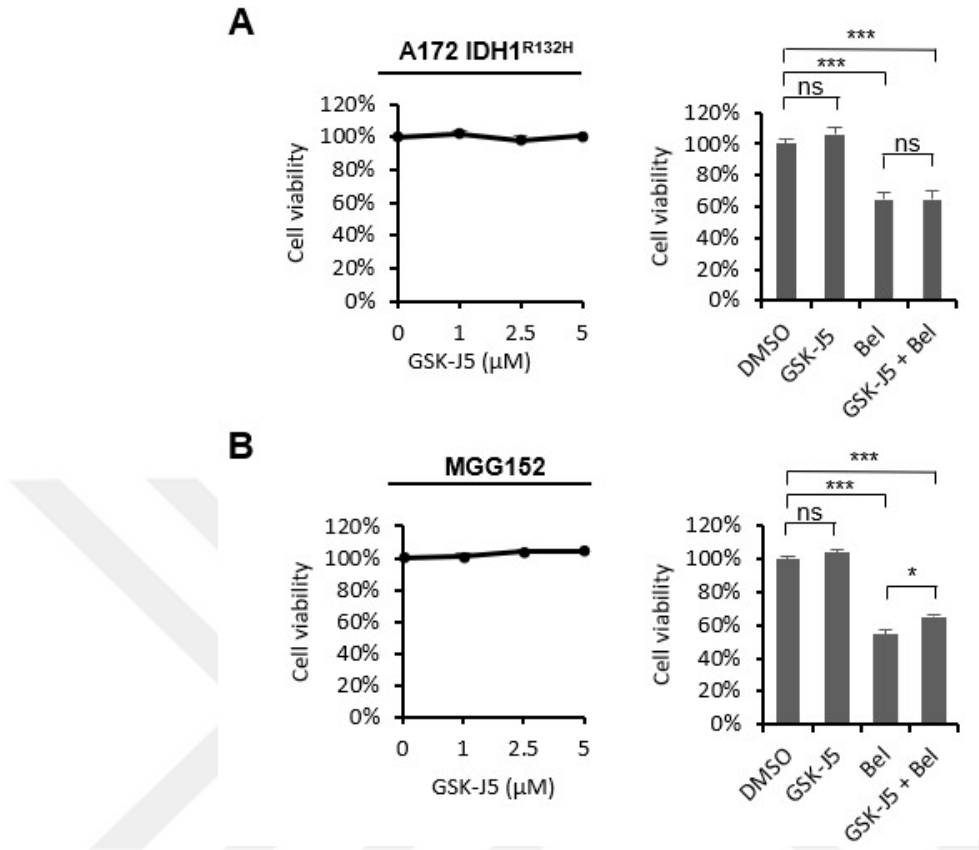 A
A172 IDH1R132H
120%
100%
80%
60%
40%
20%
0%
Cell viability
0 1 2.5 5
GSK-J5 (µM)
***
***
ns
ns
120%
100%
80%
60%
40%
20%
0%
Cell viability
DMSO
GSK-J5
Bel
GSK-J5 + Bel
B
MGG152
120%
100%
80%
60%
40%
20%
0%
Cell viability
0 1 2.5 5
GSK-J5 (µM)
***
***
ns
*
120%
100%
80%
60%
40%
20%
0%
Cell viability
DMSO
GSK-J5
Bel
GSK-J5 + Bel